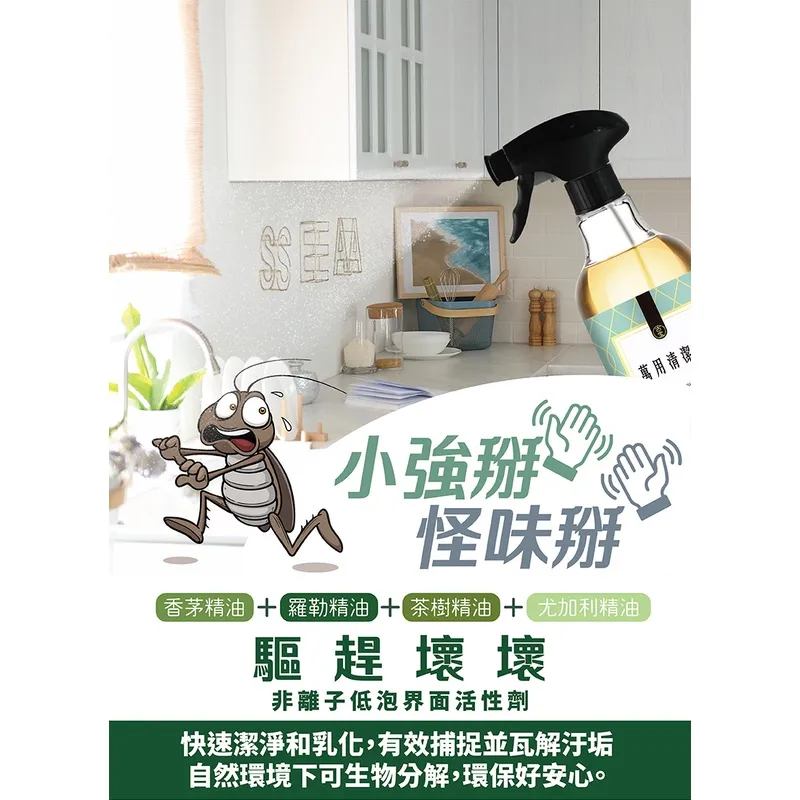 SEA
萬用清潔
小強掰
怪味掰
香茅精油＋羅勒精油＋茶樹精油＋尤加利精油
驅趕壞壞
非離子低泡界面活性劑
快速潔淨和乳化,有效捕捉並瓦解汙垢
自然環境下可生物分解,環保好安心。